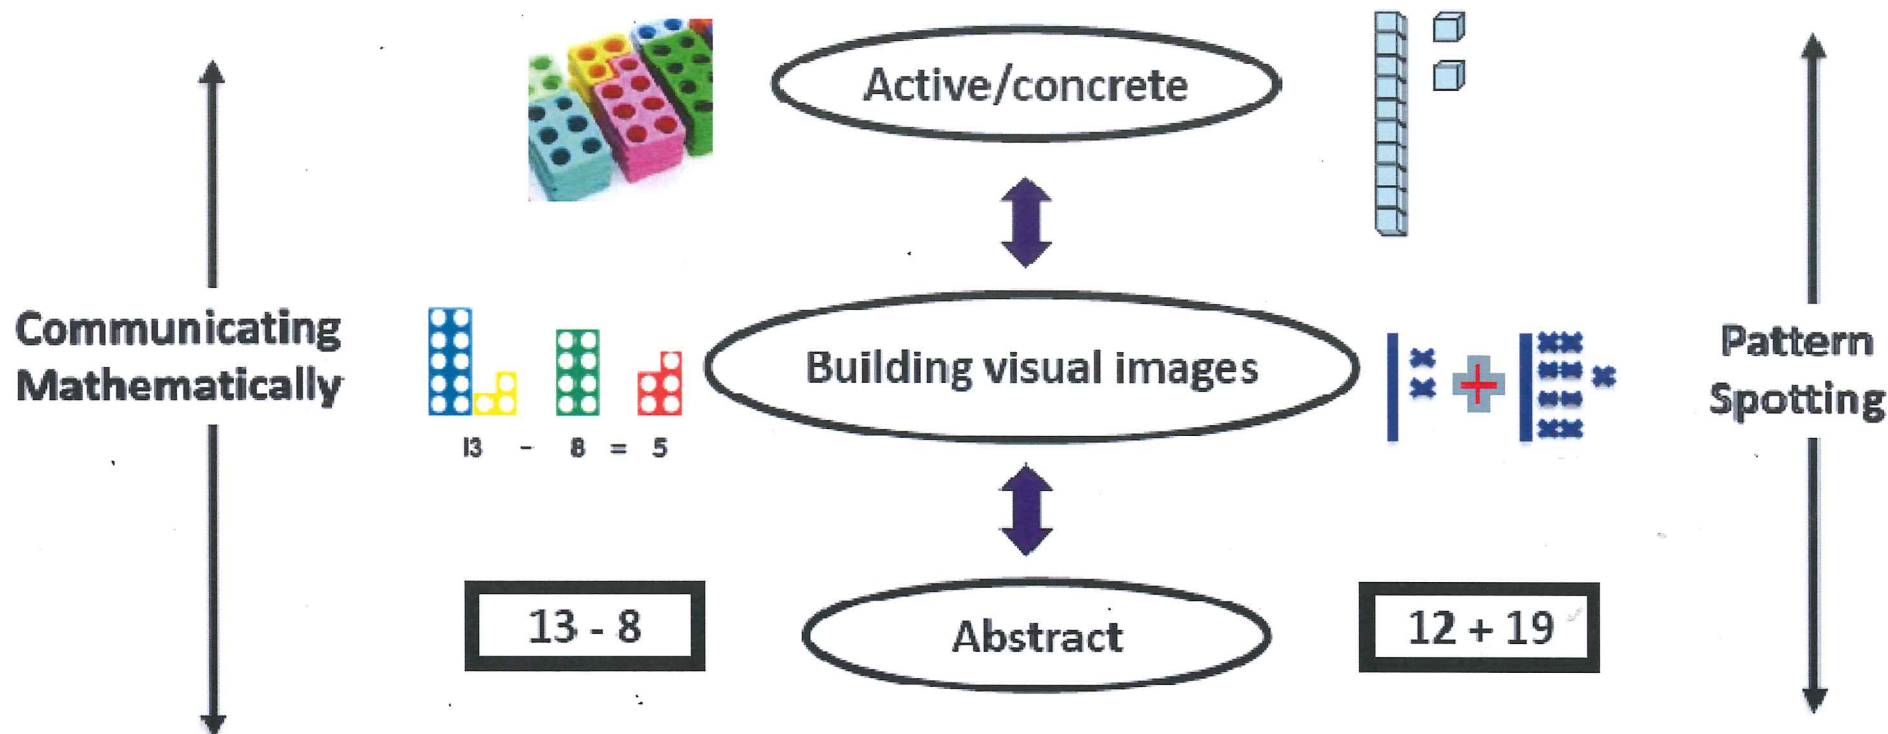 Active/concrete
Communicating
Mathematically
Building visual images
Pattern
Spotting
13 - 8 = 5
13 - 8
Abstract
12 + 19